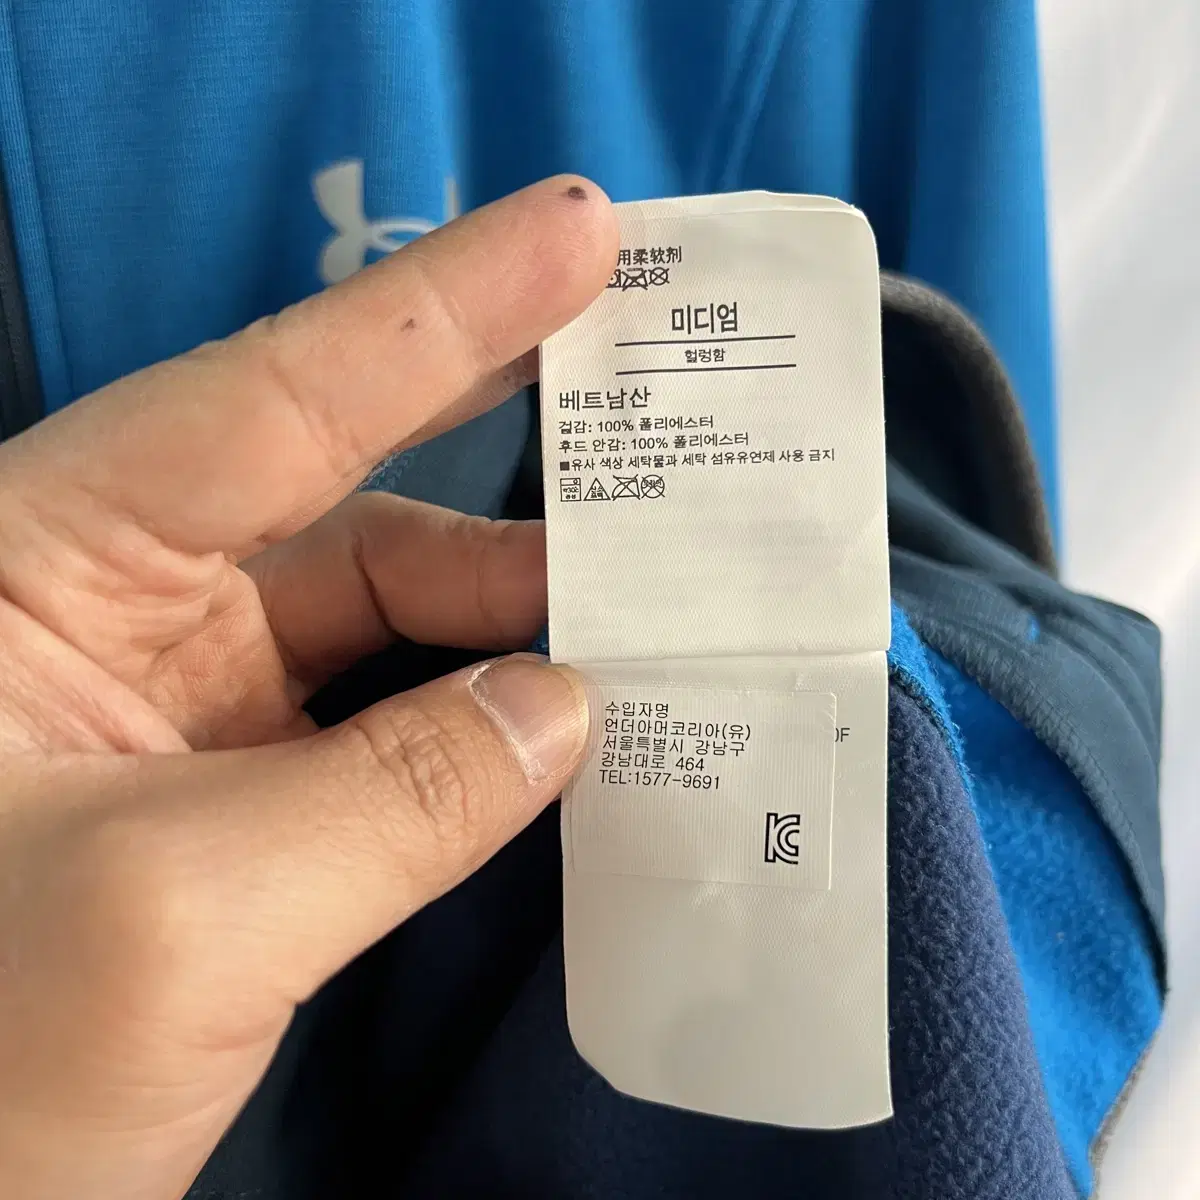 用柔软剂
미디엄
헐렁함
베트남산
겉감: 100% 폴리에스터
후드 안감: 100% 폴리에스터
■유사 색상 세탁물과 세탁 섬유유연제 사용 금지
수입자명
언더아머코리아(유)
서울특별시 강남구
강남대로 464
TEL:1577-9691
OF
KC